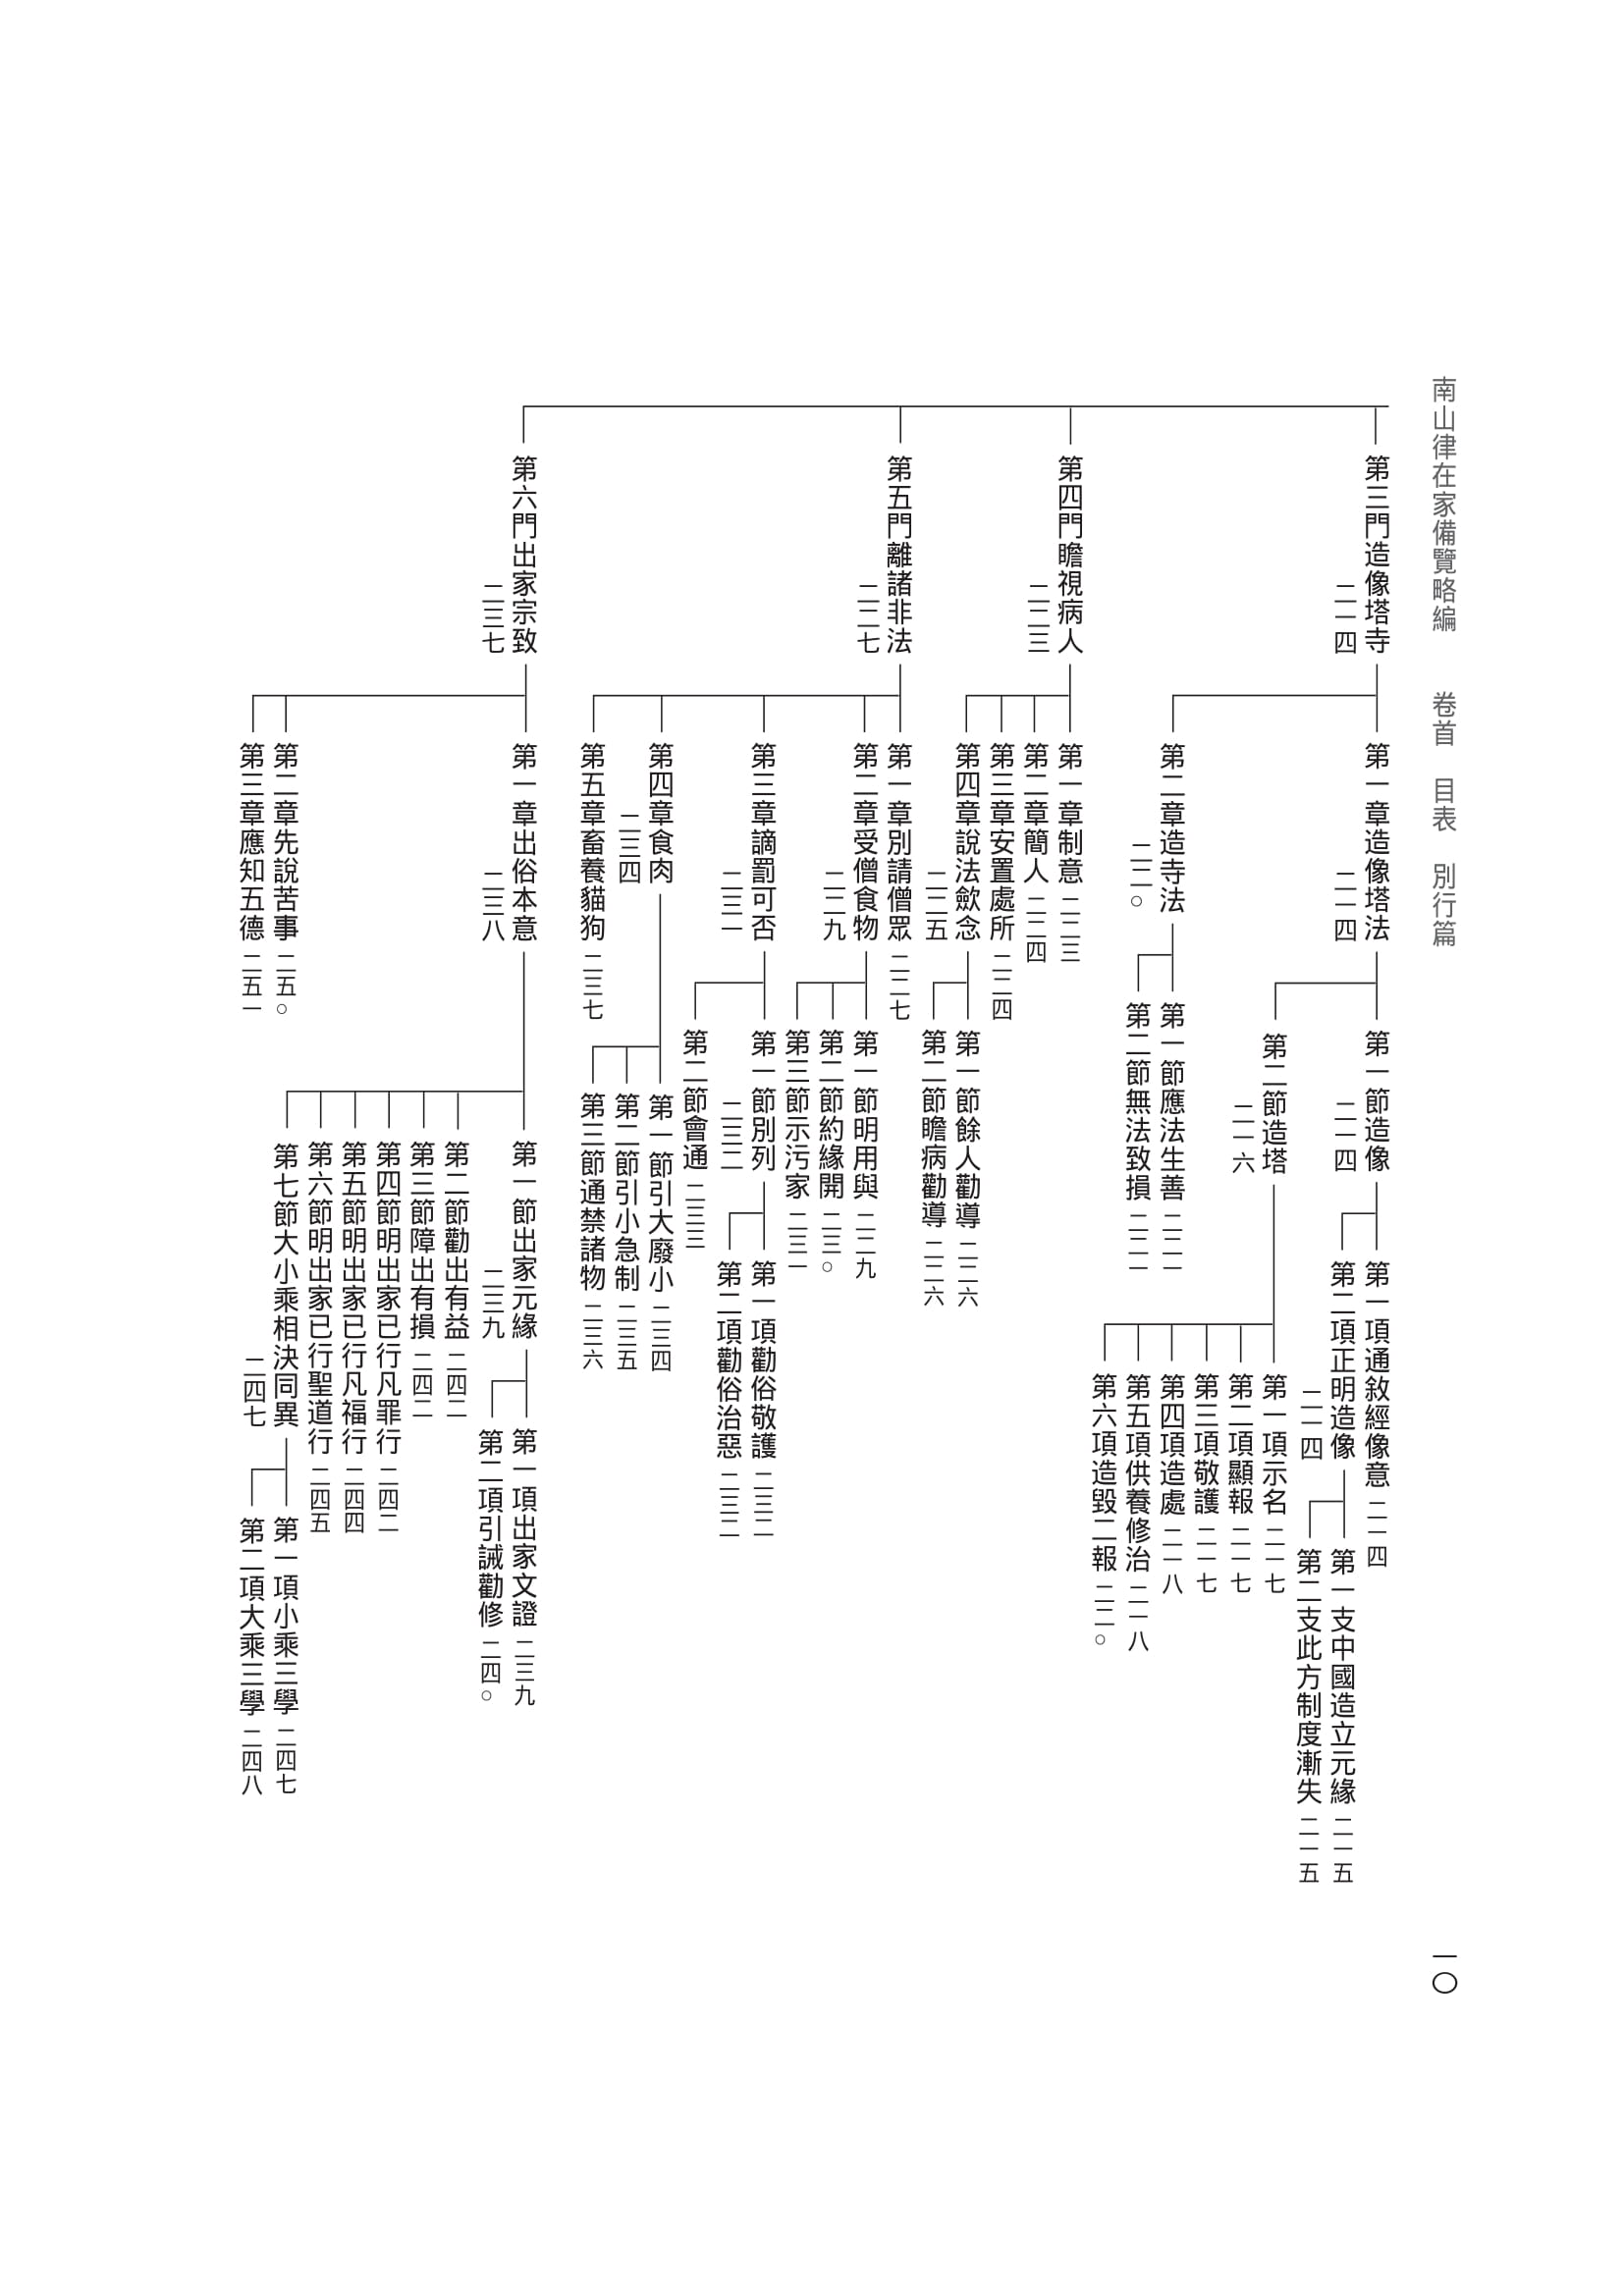 南山律在家備覽略編　卷首　目表　別行篇
第三門造像塔寺
二一四
第一章造像塔法
二一四
第一節造像
二一四
第一項通敘經像意 二一四
第二項正明造像
二一四
第一支中國造立元緣 二一五
第二支此方制度漸失 二一五
第二節造塔
二一六
第一項示名 二一七
第二項顯報 二一七
第三項敬護 二一七
第四項造處 二一八
第五項供養修治 二一八
第六項造毀二報 二二○
第二章造寺法
二二○
第一節應法生善 二二一
第二節無法致損 二二一
第四門瞻視病人
二二三
第一章制意 二二三
第二章簡人 二二四
第三章安置處所 二二四
第四章說法歛念
二二五
第一節餘人勸導 二二六
第二節瞻病勸導 二二六
第五門離諸非法
二二七
第一章別請僧眾 二二七
第二章受僧食物
二二九
第一節明用與 二二九
第二節約緣開 二三○
第三節示污家 二三一
第三章謫罰可否
二三一
第一節別列
二三二
第一項勸俗敬護 二三二
第二項勸俗治惡 二三二
第二節會通 二三三
第四章食肉
二三四
第一節引大廢小 二三四
第二節引小急制 二三五
第三節通禁諸物 二三六
第五章畜養貓狗 二三七
第六門出家宗致
二三七
第一章出俗本意
二三八
第一節出家元緣
二三九
第一項出家文證 二三九
第二項引誡勸修 二四○
第二節勸出有益 二四二
第三節障出有損 二四二
第四節明出家已行凡罪行 二四二
第五節明出家已行凡福行 二四四
第六節明出家已行聖道行 二四五
第七節大小乘相決同異
二四七
第一項小乘三學 二四七
第二項大乘三學 二四八
第二章先說苦事 二五○
第三章應知五德 二五一
一〇